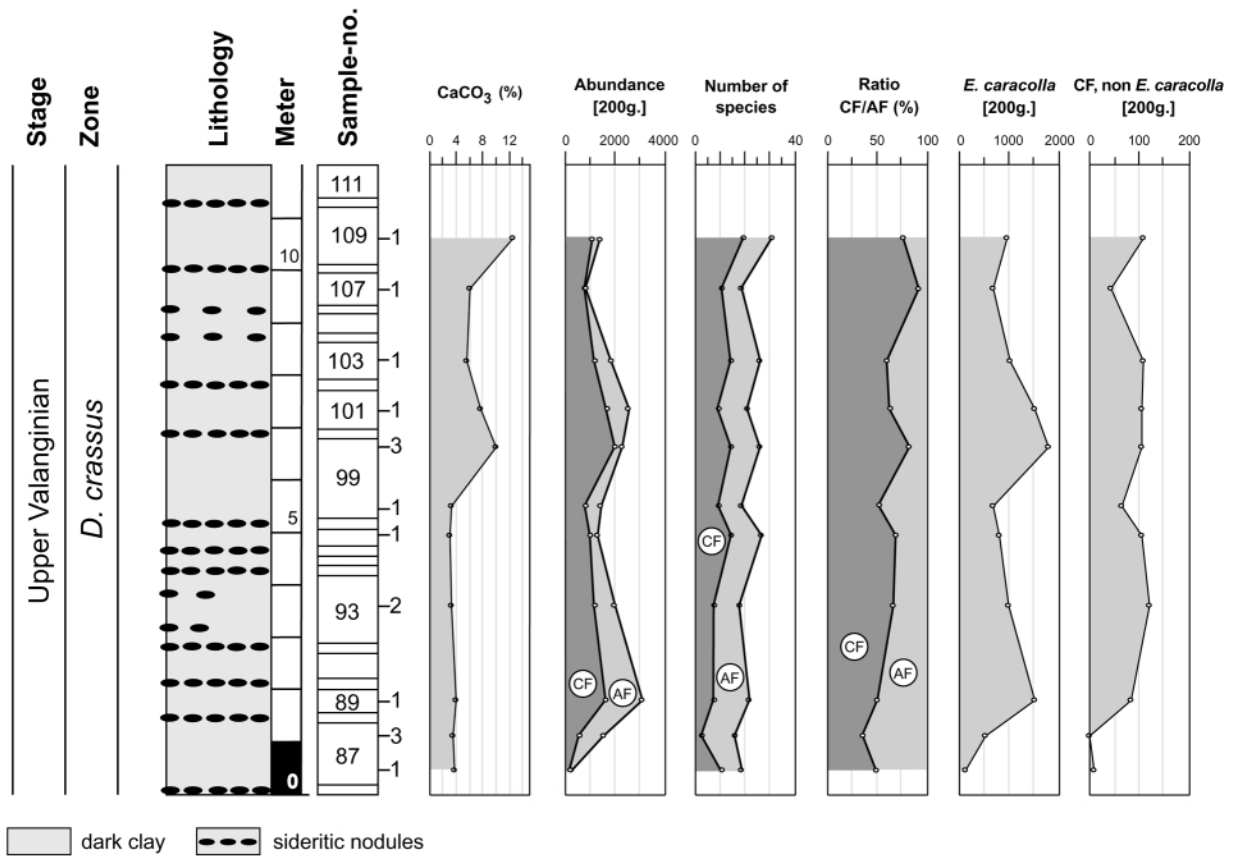 Stage
Zone
Lithology
Meter
Sample-no.
CaCO₃ (%)
Abundance
[200g.]
Number of
species
Ratio
CF/AF (%)
E. caracolla
[200g.]
CF, non E. caracolla
[200g.]
0 4 8 12
0 2000 4000
0 40
0 50 100
0 1000 2000
0 100 200
Upper Valanginian
D. crassus
10
5
0
111
109
107
103
101
99
93
89
87
1
1
1
1
3
1
1
2
1
3
1
CF
AF
CF
AF
CF
AF
dark clay
sideritic nodules